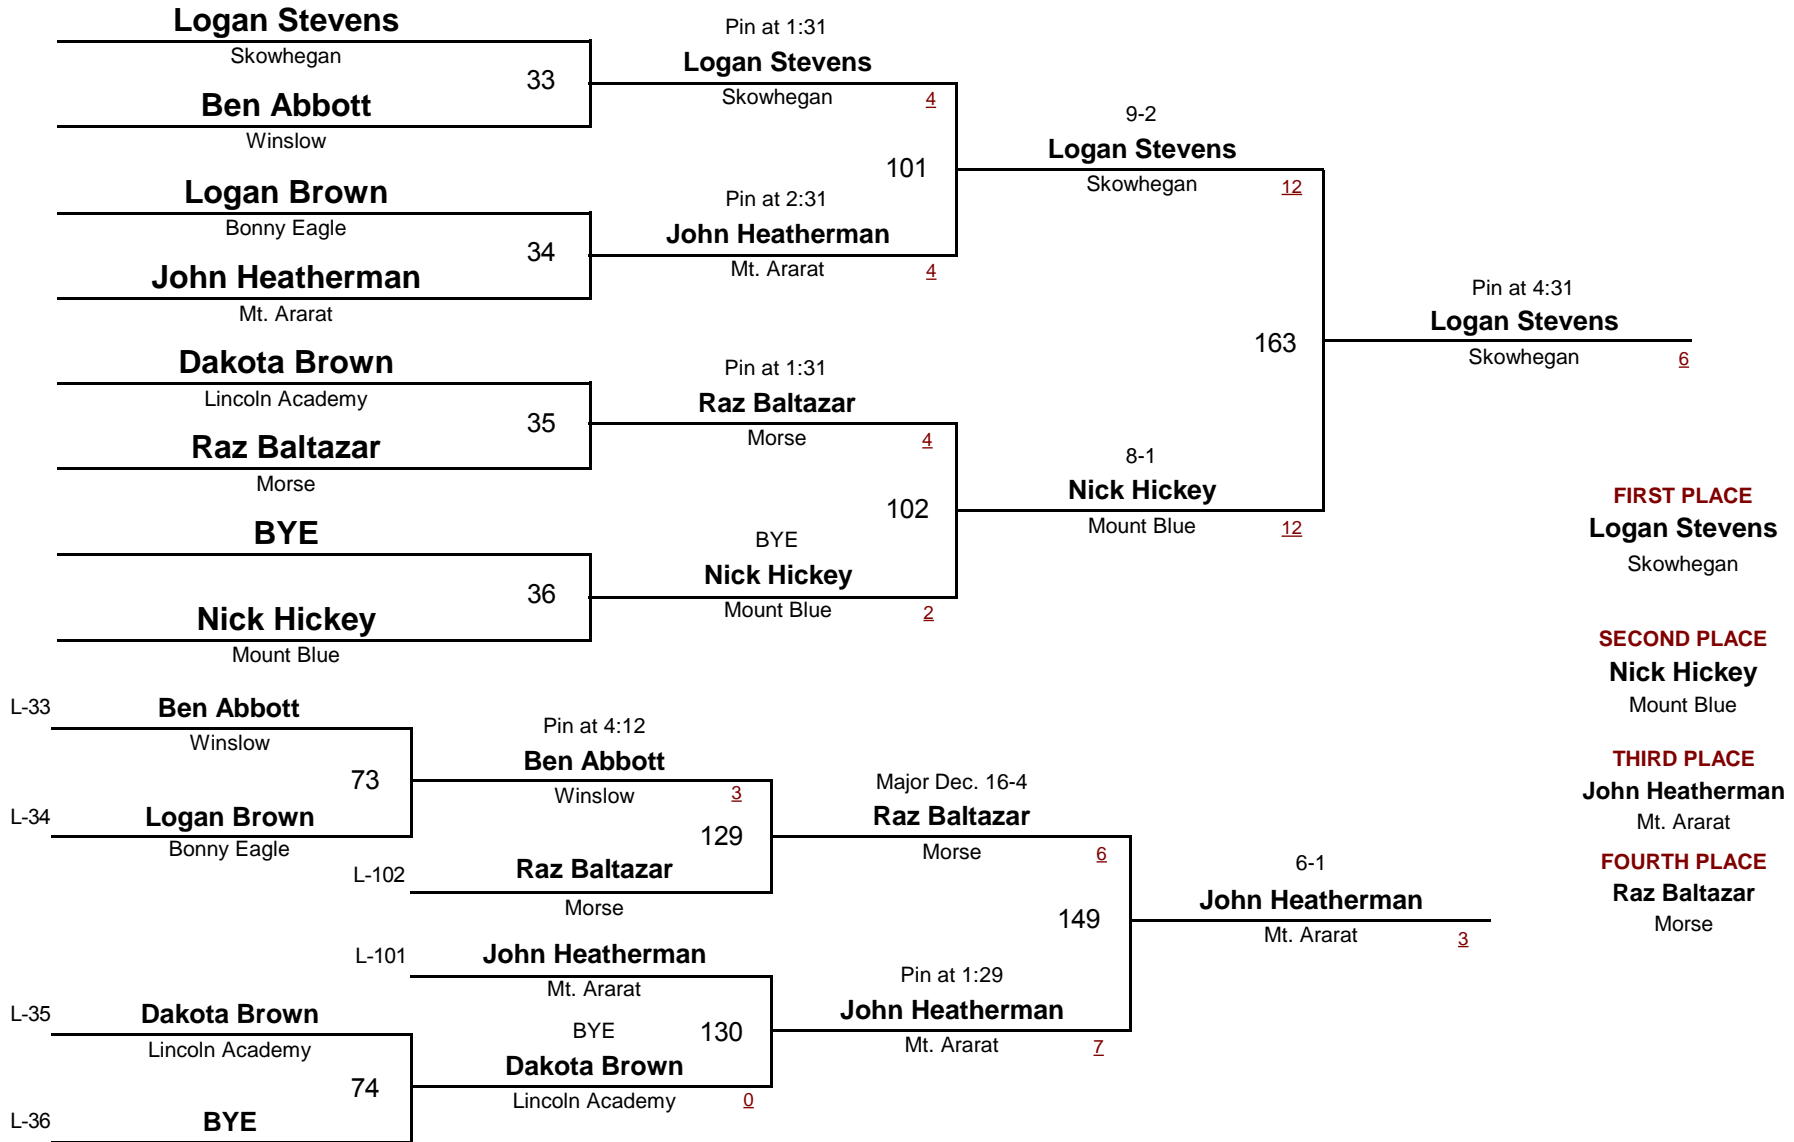 Logan Stevens
Skowhegan
33
Ben Abbott
Winslow
Logan Brown
Bonny Eagle
34
John Heatherman
Mt. Ararat
Dakota Brown
Lincoln Academy
35
Raz Baltazar
Morse
BYE
36
Nick Hickey
Mount Blue
Pin at 1:31
Logan Stevens
Skowhegan 4
101
Pin at 2:31
John Heatherman
Mt. Ararat 4
Pin at 1:31
Raz Baltazar
Morse 4
102
BYE
Nick Hickey
Mount Blue 2
9-2
Logan Stevens
Skowhegan 12
163
8-1
Nick Hickey
Mount Blue 12
Pin at 4:31
Logan Stevens
Skowhegan 6
FIRST PLACE
Logan Stevens
Skowhegan
SECOND PLACE
Nick Hickey
Mount Blue
THIRD PLACE
John Heatherman
Mt. Ararat
FOURTH PLACE
Raz Baltazar
Morse
L-33 Ben Abbott
Winslow
73
L-34 Logan Brown
Bonny Eagle
L-35 Dakota Brown
Lincoln Academy
74
L-36 BYE
Pin at 4:12
Ben Abbott
Winslow 3
129
L-102 Raz Baltazar
Morse
L-101 John Heatherman
Mt. Ararat
BYE 130
Dakota Brown
Lincoln Academy 0
Major Dec. 16-4
Raz Baltazar
Morse 6
149
Pin at 1:29
John Heatherman
Mt. Ararat 7
6-1
John Heatherman
Mt. Ararat 3